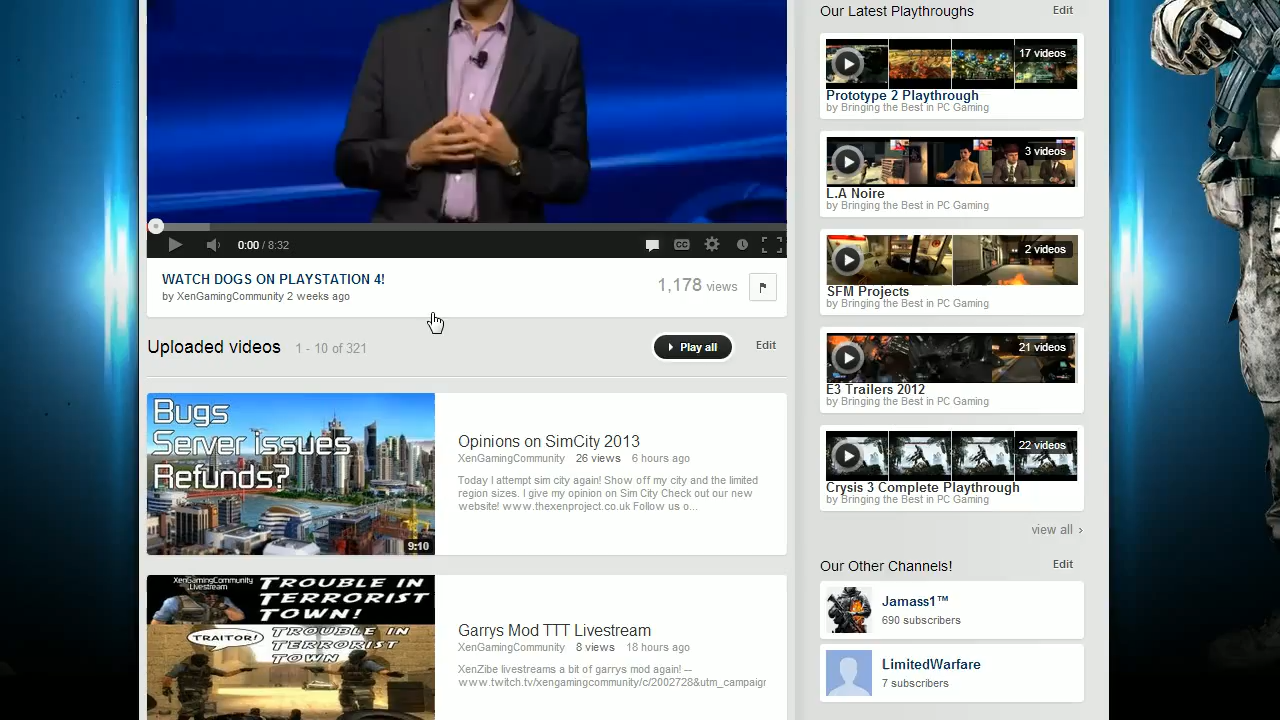 0:00 / 8:32
CC
WATCH DOGS ON PLAYSTATION 4!
by XenGamingCommunity 2 weeks ago
1,178 views
Uploaded videos 1 - 10 of 321
Play all
Edit
Bugs
Server issues
Refunds?
9:10
Opinions on SimCity 2013
XenGamingCommunity 26 views 6 hours ago
Today I attempt sim city again! Show off my city and the limited
region sizes. I give my opinion on Sim City Check out our new
website! www.thexenproject.co.uk Follow us o...
XenGamingCommunity
Livestream
TROUBLE IN
TERRORIST
TOWN!
TRAITOR!
TROUBLE IN
TERRORIST
TOWN
Garrys Mod TTT Livestream
XenGamingCommunity 8 views 18 hours ago
XenZibe livestreams a bit of garrys mod again! --
www.twitch.tv/xengamingcommunity/c/2002728&utm_campaign
Our Latest Playthroughs
Edit
17 videos
Prototype 2 Playthrough
by Bringing the Best in PC Gaming
3 videos
L.A Noire
by Bringing the Best in PC Gaming
2 videos
SFM Projects
by Bringing the Best in PC Gaming
21 videos
E3 Trailers 2012
by Bringing the Best in PC Gaming
22 videos
Crysis 3 Complete Playthrough
by Bringing the Best in PC Gaming
view all ›
Our Other Channels!
Edit
Jamass1™
690 subscribers
LimitedWarfare
7 subscribers